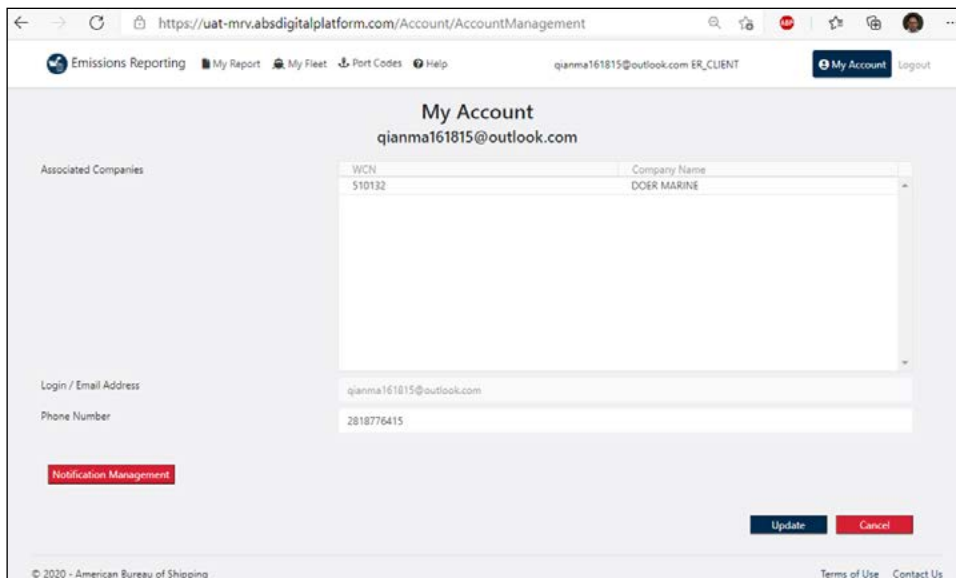 https://uat-mrv.absdigitalplatform.com/Account/AccountManagement
ABP
Emissions Reporting My Report My Fleet Port Codes Help qianma161815@outlook.com ER_CLIENT My Account Logout
My Account
qianma161815@outlook.com
Associated Companies
WCN Company Name
510132 DOER MARINE
Login / Email Address qianma161815@outlook.com
Phone Number 2818776415
Notification Management
Update Cancel
© 2020 - American Bureau of Shipping Terms of Use Contact Us